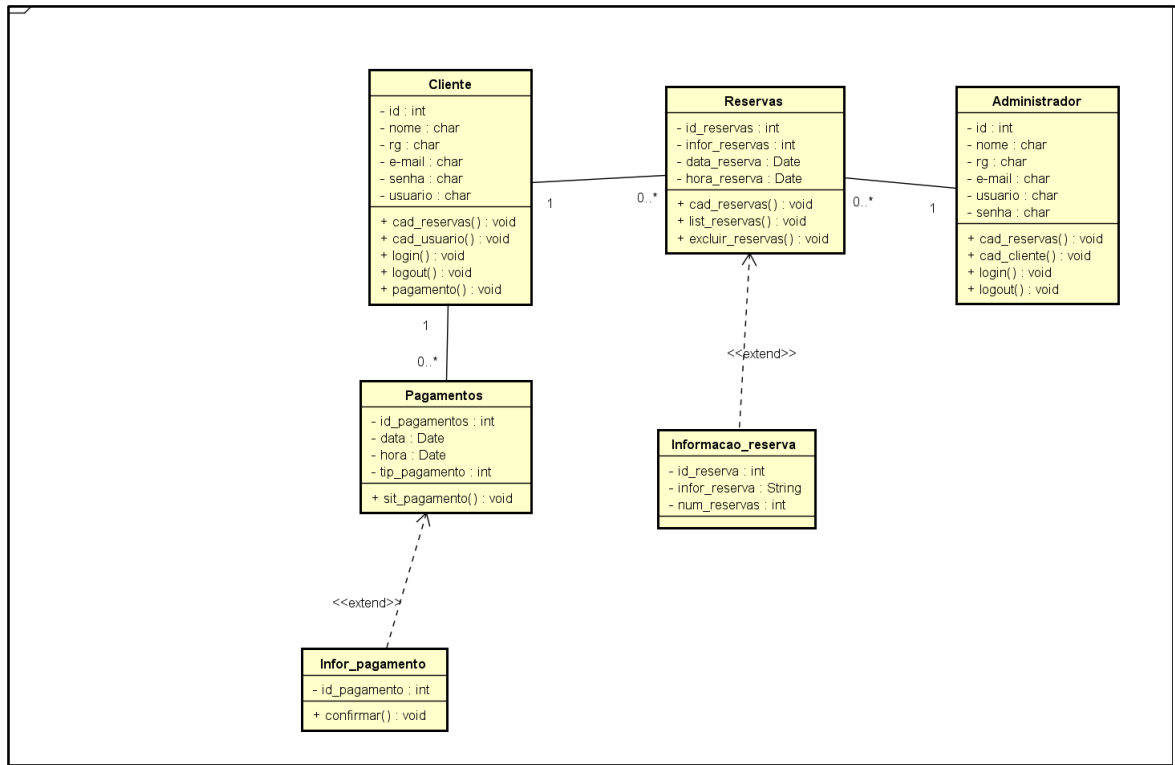 Cliente
- id : int
- nome : char
- rg : char
- e-mail : char
- senha : char
- usuario : char
+ cad_reservas() : void
+ cad_usuario() : void
+ login() : void
+ logout() : void
+ pagamento() : void
1
0..*
Reservas
- id_reservas : int
- infor_reservas : int
- data_reserva : Date
- hora_reserva : Date
+ cad_reservas() : void
+ list_reservas() : void
+ excluir_reservas() : void
0..*
1
Administrador
- id : int
- nome : char
- rg : char
- e-mail : char
- usuario : char
- senha : char
+ cad_reservas() : void
+ cad_cliente() : void
+ login() : void
+ logout() : void
1
0..*
Pagamentos
- id_pagamentos : int
- data : Date
- hora : Date
- tip_pagamento : int
+ sit_pagamento() : void
<<extend>>
Informacao_reserva
- id_reserva : int
- infor_reserva : String
- num_reservas : int
<<extend>>
Infor_pagamento
- id_pagamento : int
+ confirmar() : void